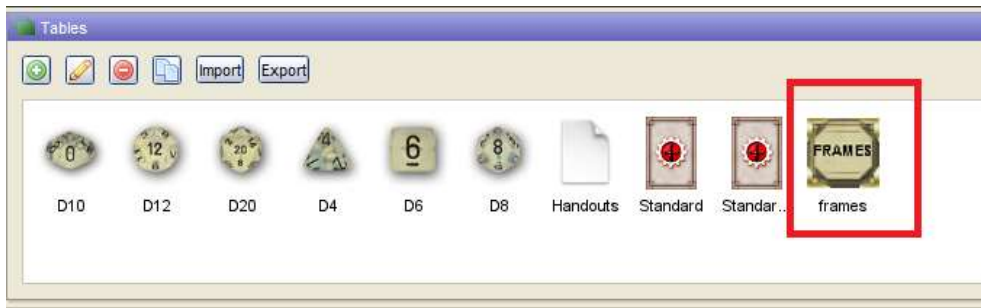 Tables
Import Export
0 12 20 4 6 8 FRAMES
D10 D12 D20 D4 D6 D8 Handouts Standard Standar... frames